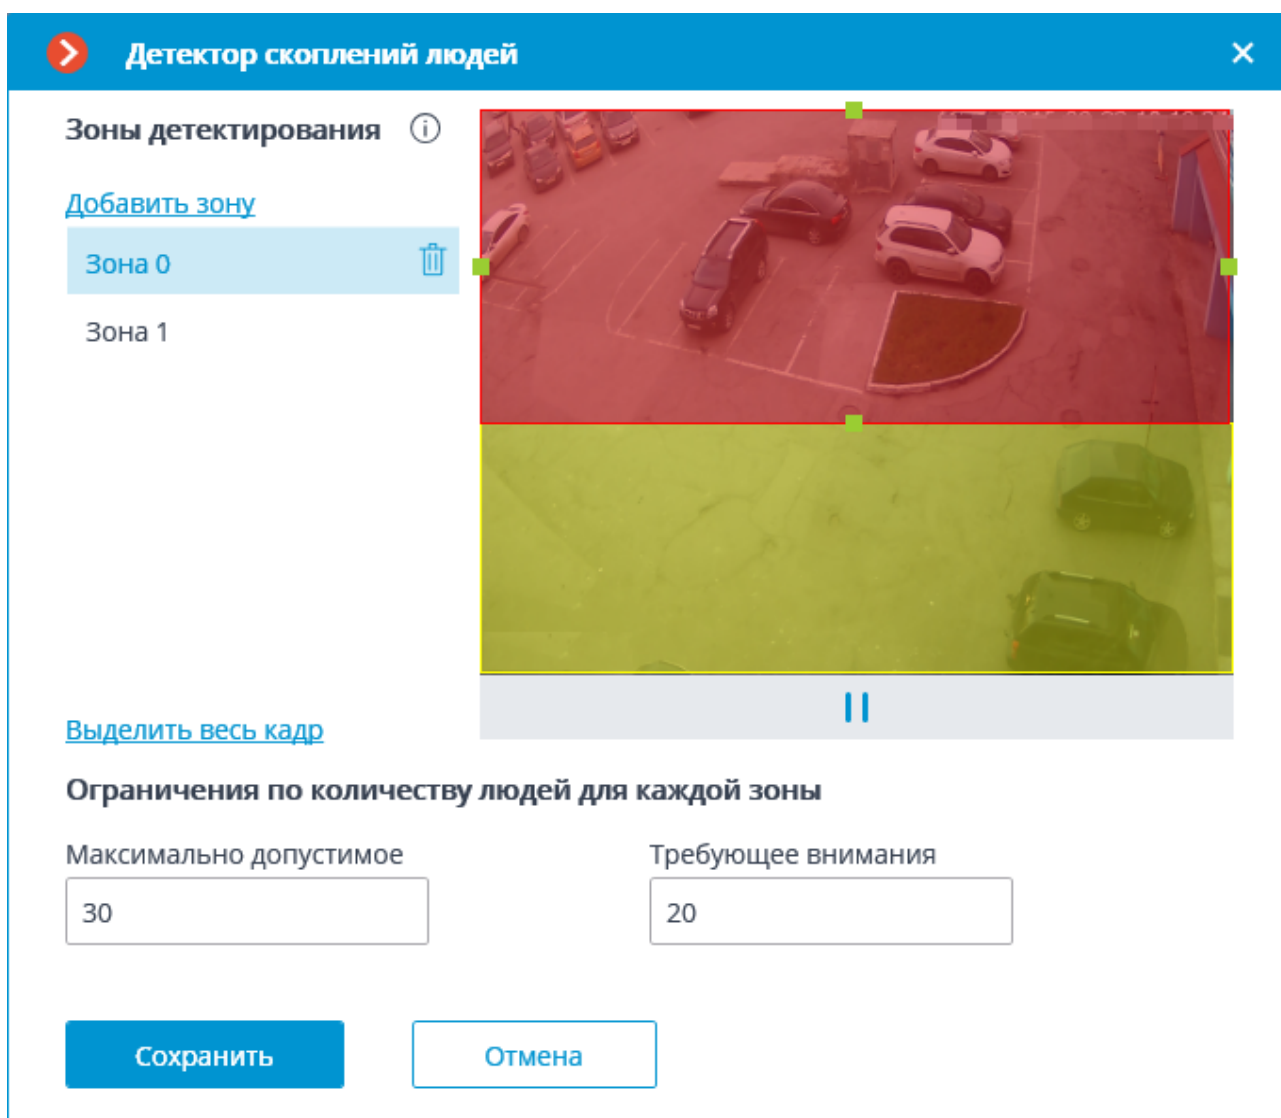 Детектор скоплений людей
Зоны детектирования
Добавить зону
Зона 0
Зона 1
Выделить весь кадр
Ограничения по количеству людей для каждой зоны
Максимально допустимое
Требующее внимания
30
20
Сохранить
Отмена